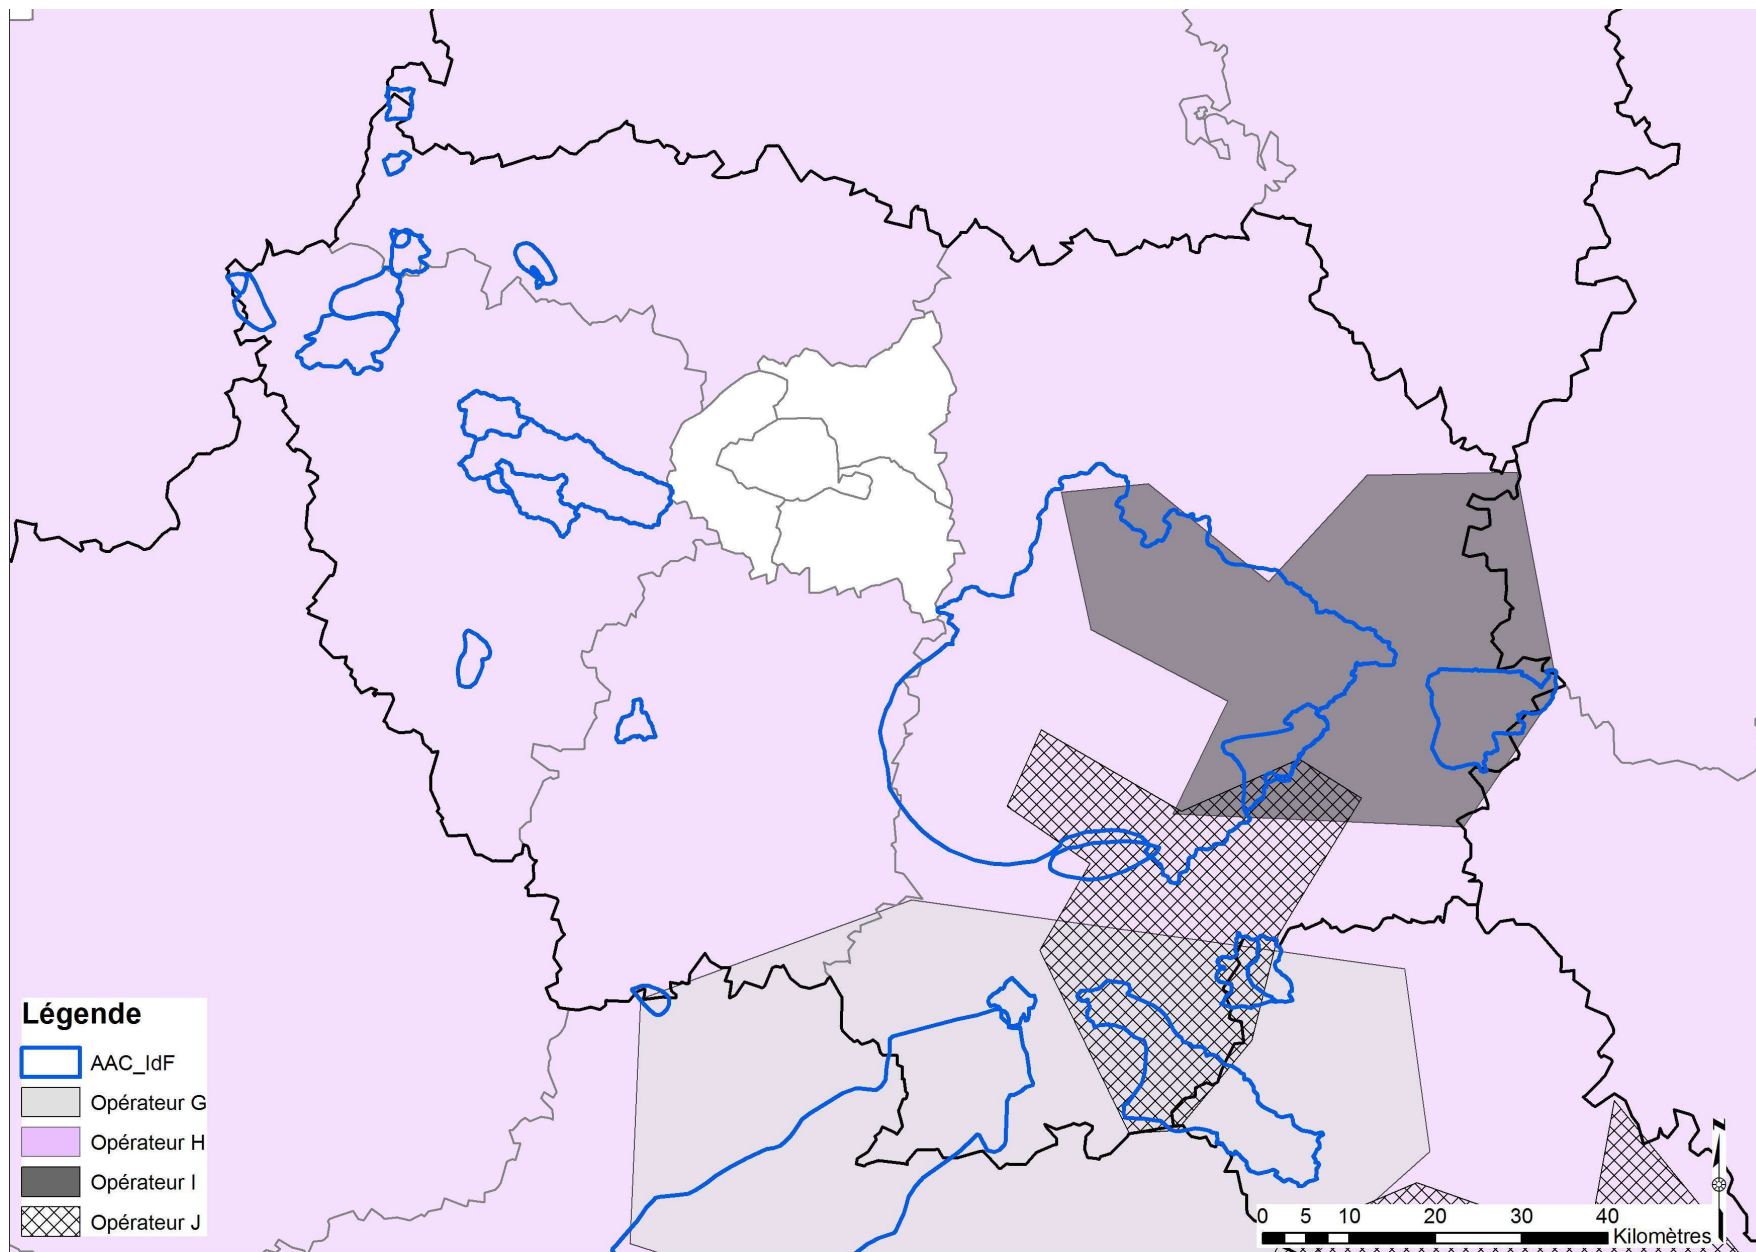 Légende
AAC_IdF
Opérateur G
Opérateur H
Opérateur I
Opérateur J
0 5 10 20 30 40
Kilomètres